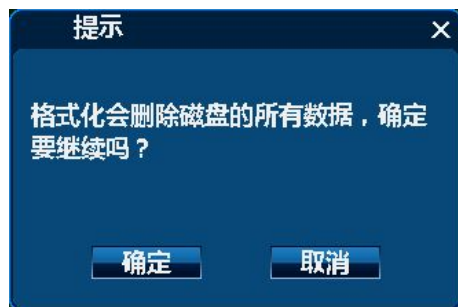 提示
格式化会删除磁盘的所有数据，确定
要继续吗？
确定
取消